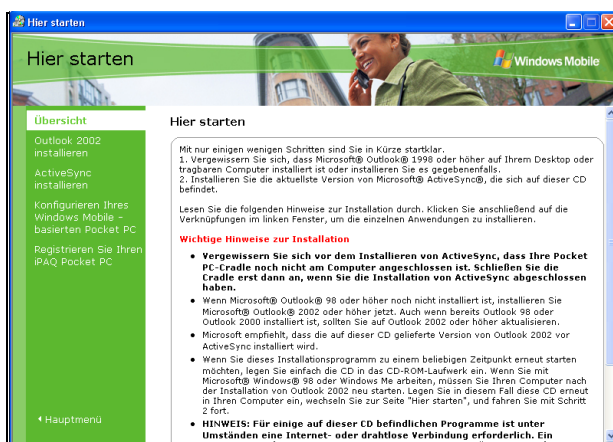 Hier starten
Hier starten
Windows Mobile
Übersicht
Outlook 2002
installieren
ActiveSync
installieren
Konfigurieren Ihres
Windows Mobile -
basierten Pocket PC
Registrieren Sie Ihren
iPAQ Pocket PC
Hauptmenü
Hier starten
Mit nur einigen wenigen Schritten sind Sie in Kürze startklar.
1. Vergewissern Sie sich, dass Microsoft® Outlook® 1998 oder höher auf Ihrem Desktop oder
tragbaren Computer installiert ist oder installieren Sie es gegebenenfalls.
2. Installieren Sie die aktuellste Version von Microsoft® ActiveSync®, die sich auf dieser CD
befindet.
Lesen Sie die folgenden Hinweise zur Installation durch. Klicken Sie anschließend auf die
Verknüpfungen im linken Fenster, um die einzelnen Anwendungen zu installieren.
Wichtige Hinweise zur Installation
• Vergewissern Sie sich vor dem Installieren von ActiveSync, dass Ihre Pocket
PC-Cradle noch nicht am Computer angeschlossen ist. Schließen Sie die
Cradle erst dann an, wenn Sie die Installation von ActiveSync abgeschlossen
haben.
• Wenn Microsoft® Outlook® 98 oder höher noch nicht installiert ist, installieren Sie
Microsoft® Outlook® 2002 oder höher jetzt. Auch wenn bereits Outlook 98 oder
Outlook 2000 installiert ist, sollten Sie auf Outlook 2002 oder höher aktualisieren.
• Microsoft empfiehlt, dass die auf dieser CD gelieferte Version von Outlook 2002 vor
ActiveSync installiert wird.
• Wenn Sie dieses Installationsprogramm zu einem beliebigen Zeitpunkt erneut starten
möchten, legen Sie einfach die CD in das CD-ROM-Laufwerk ein. Wenn Sie mit
Microsoft® Windows® 98 oder Windows Me arbeiten, müssen Sie Ihren Computer nach
der Installation von Outlook 2002 neu starten. Legen Sie in diesem Fall diese CD erneut
in Ihren Computer ein, wechseln Sie zur Seite "Hier starten", und fahren Sie mit Schritt
2 fort.
• HINWEIS: Für einige auf dieser CD befindlichen Programme ist unter
Umständen eine Internet- oder drahtlose Verbindung erforderlich. Ein